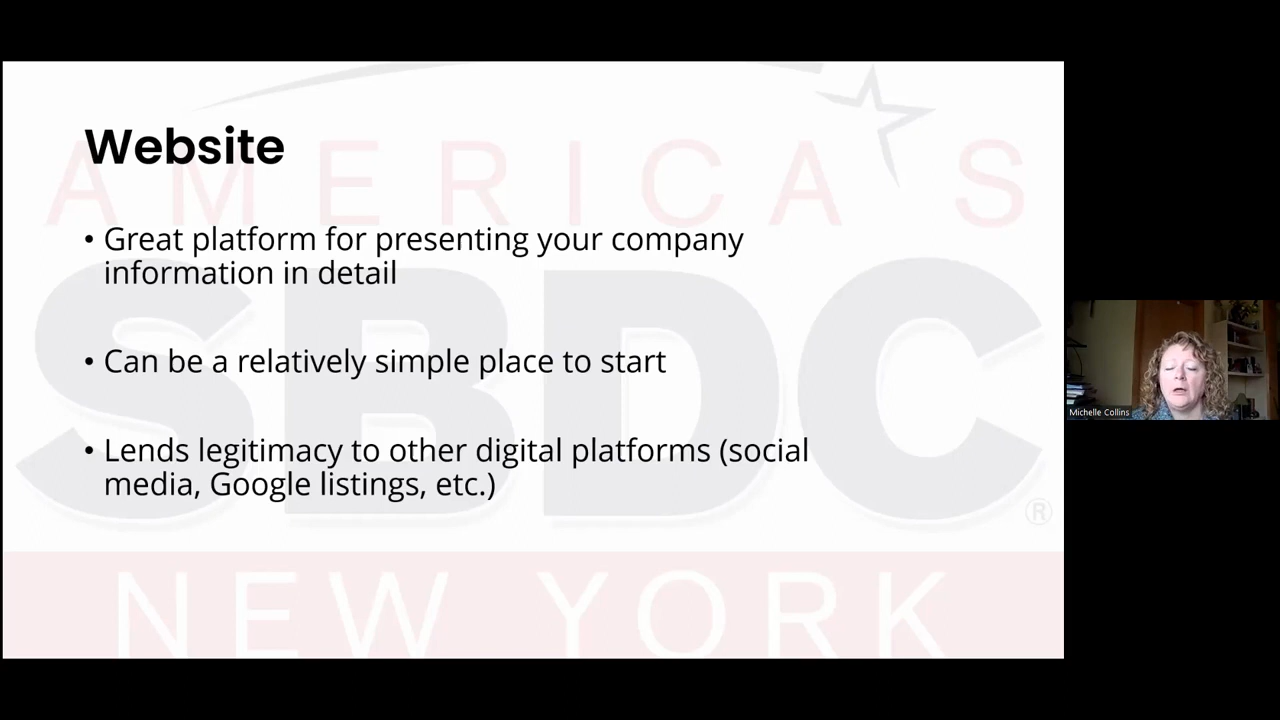 Website
AMERICA'S
• Great platform for presenting your company
information in detail
SBDC
• Can be a relatively simple place to start
• Lends legitimacy to other digital platforms (social
media, Google listings, etc.)
®
NEW YORK
Michelle Collins